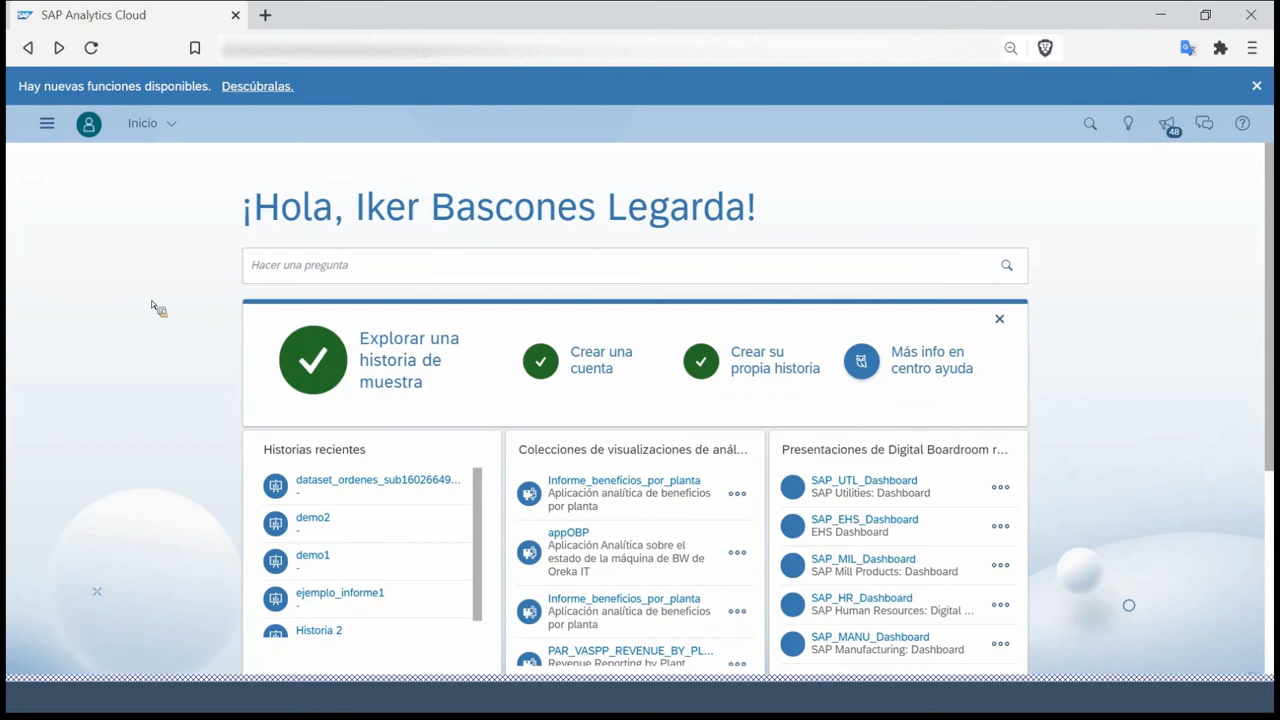 SAP Analytics Cloud
Hay nuevas funciones disponibles. Descúbralas.
Inicio
48
¡Hola, Iker Bascones Legarda!
Hacer una pregunta
Explorar una
historia de
muestra
Crear una
cuenta
Crear su
propia historia
Más info en
centro ayuda
Historias recientes
dataset_ordenes_sub16026649...
-
demo2
-
demo1
-
ejemplo_informe1
-
Historia 2
Colecciones de visualizaciones de anál...
Informe_beneficios_por_planta
Aplicación analítica de beneficios
por planta
appOBP
Aplicación Analítica sobre el
estado de la máquina de BW de
Oreka IT
Informe_beneficios_por_planta
Aplicación analítica de beneficios
por planta
PAR_VASPP_REVENUE_BY_PL...
Revenue Reporting by Plant
Presentaciones de Digital Boardroom r...
SAP_UTL_Dashboard
SAP Utilities: Dashboard
SAP_EHS_Dashboard
EHS Dashboard
SAP_MIL_Dashboard
SAP Mill Products: Dashboard
SAP_HR_Dashboard
SAP Human Resources: Digital ...
SAP_MANU_Dashboard
SAP Manufacturing: Dashboard